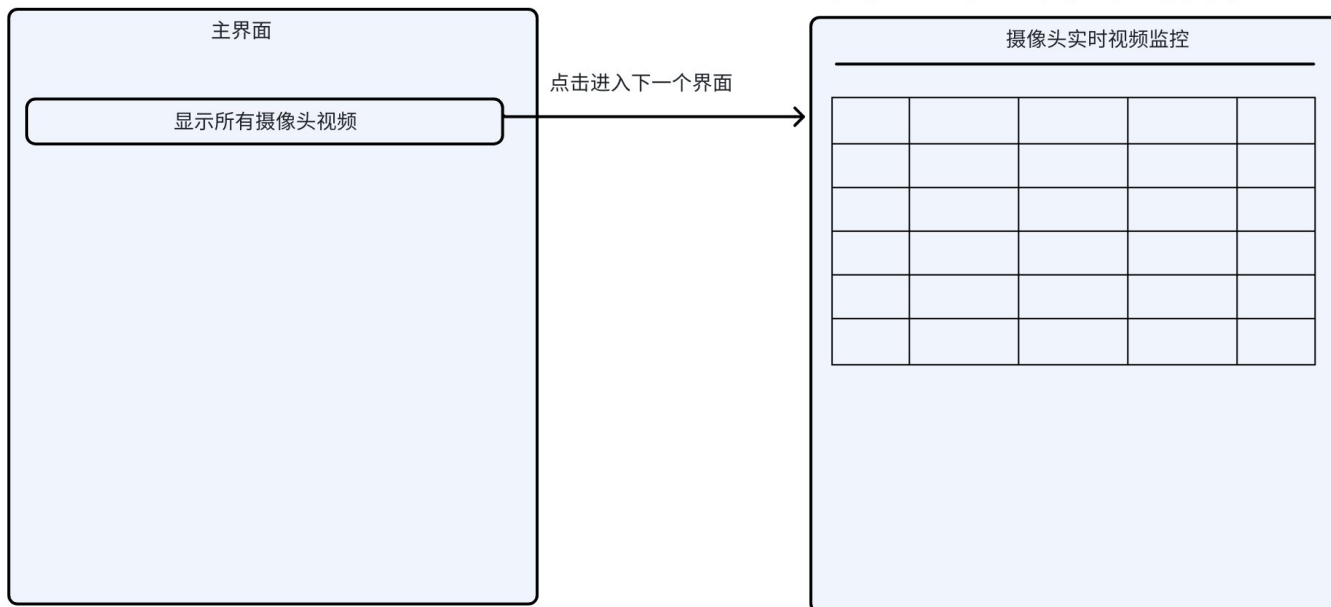 主界面
显示所有摄像头视频
点击进入下一个界面
摄像头实时视频监控